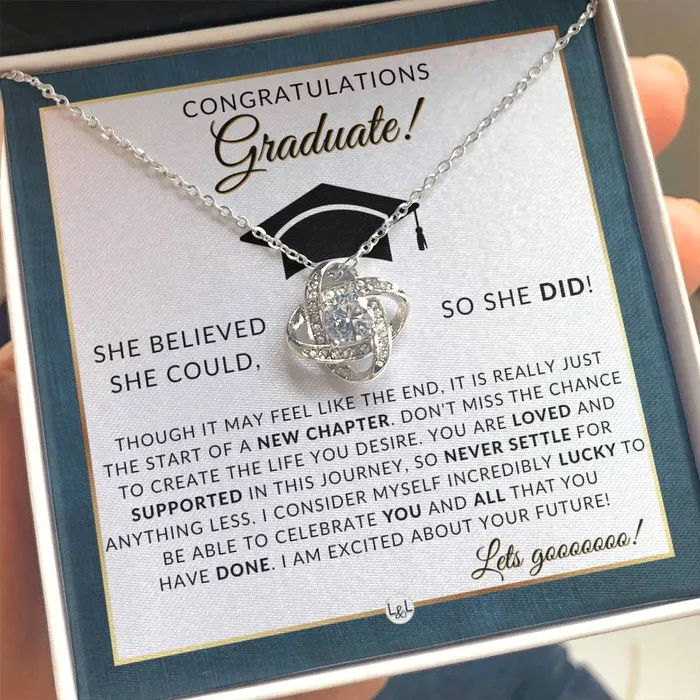 CONGRATULATIONS
Graduate!
SHE BELIEVED
SHE COULD,
SO SHE DID!
THOUGH IT MAY FEEL LIKE THE END, IT IS REALLY JUST
THE START OF A NEW CHAPTER. DON'T MISS THE CHANCE
TO CREATE THE LIFE YOU DESIRE. YOU ARE LOVED AND
SUPPORTED IN THIS JOURNEY, SO NEVER SETTLE FOR
ANYTHING LESS. I CONSIDER MYSELF INCREDIBLY LUCKY TO
BE ABLE TO CELEBRATE YOU AND ALL THAT YOU
HAVE DONE. I AM EXCITED ABOUT YOUR FUTURE!
Lets gooooooo!
L&L